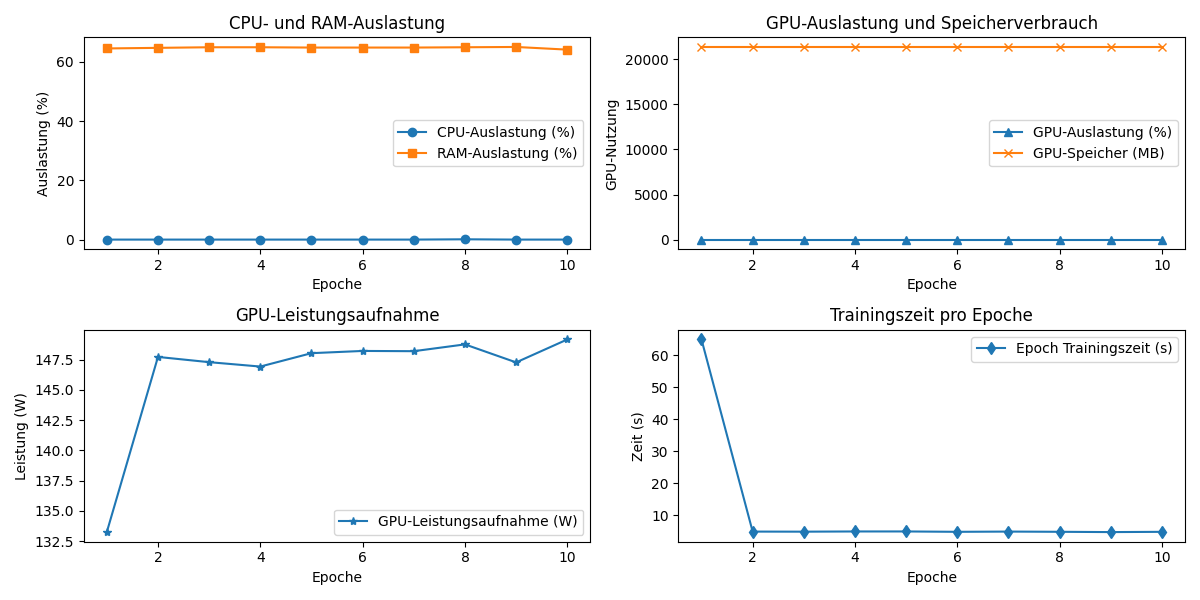 CPU- und RAM-Auslastung
Auslastung (%)
60
40
20
0
CPU-Auslastung (%)
RAM-Auslastung (%)
2 4 6 8 10
Epoche
GPU-Auslastung und Speicherverbrauch
GPU-Nutzung
20000
15000
10000
5000
0
GPU-Auslastung (%)
GPU-Speicher (MB)
2 4 6 8 10
Epoche
GPU-Leistungsaufnahme
Leistung (W)
147.5
145.0
142.5
140.0
137.5
135.0
132.5
GPU-Leistungsaufnahme (W)
2 4 6 8 10
Epoche
Trainingszeit pro Epoche
Zeit (s)
60
50
40
30
20
10
Epoch Trainingszeit (s)
2 4 6 8 10
Epoche